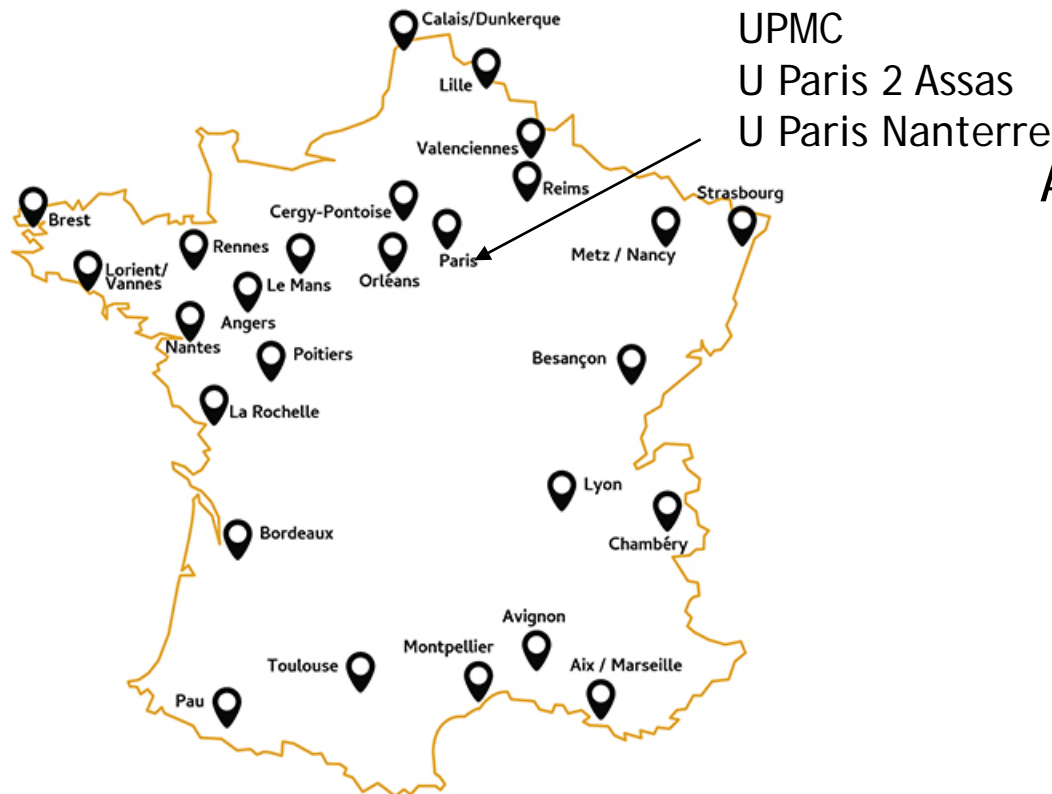 Calais/Dunkerque
UPMC
U Paris 2 Assas
U Paris Nanterre
A
Lille
Valenciennes
Reims
Strasbourg
Cergy-Pontoise
Brest
Rennes
Paris
Metz / Nancy
Lorient/
Vannes
Le Mans
Orléans
Angers
Nantes
Poitiers
Besançon
La Rochelle
Lyon
Bordeaux
Chambéry
Avignon
Montpellier
Toulouse
Aix / Marseille
Pau